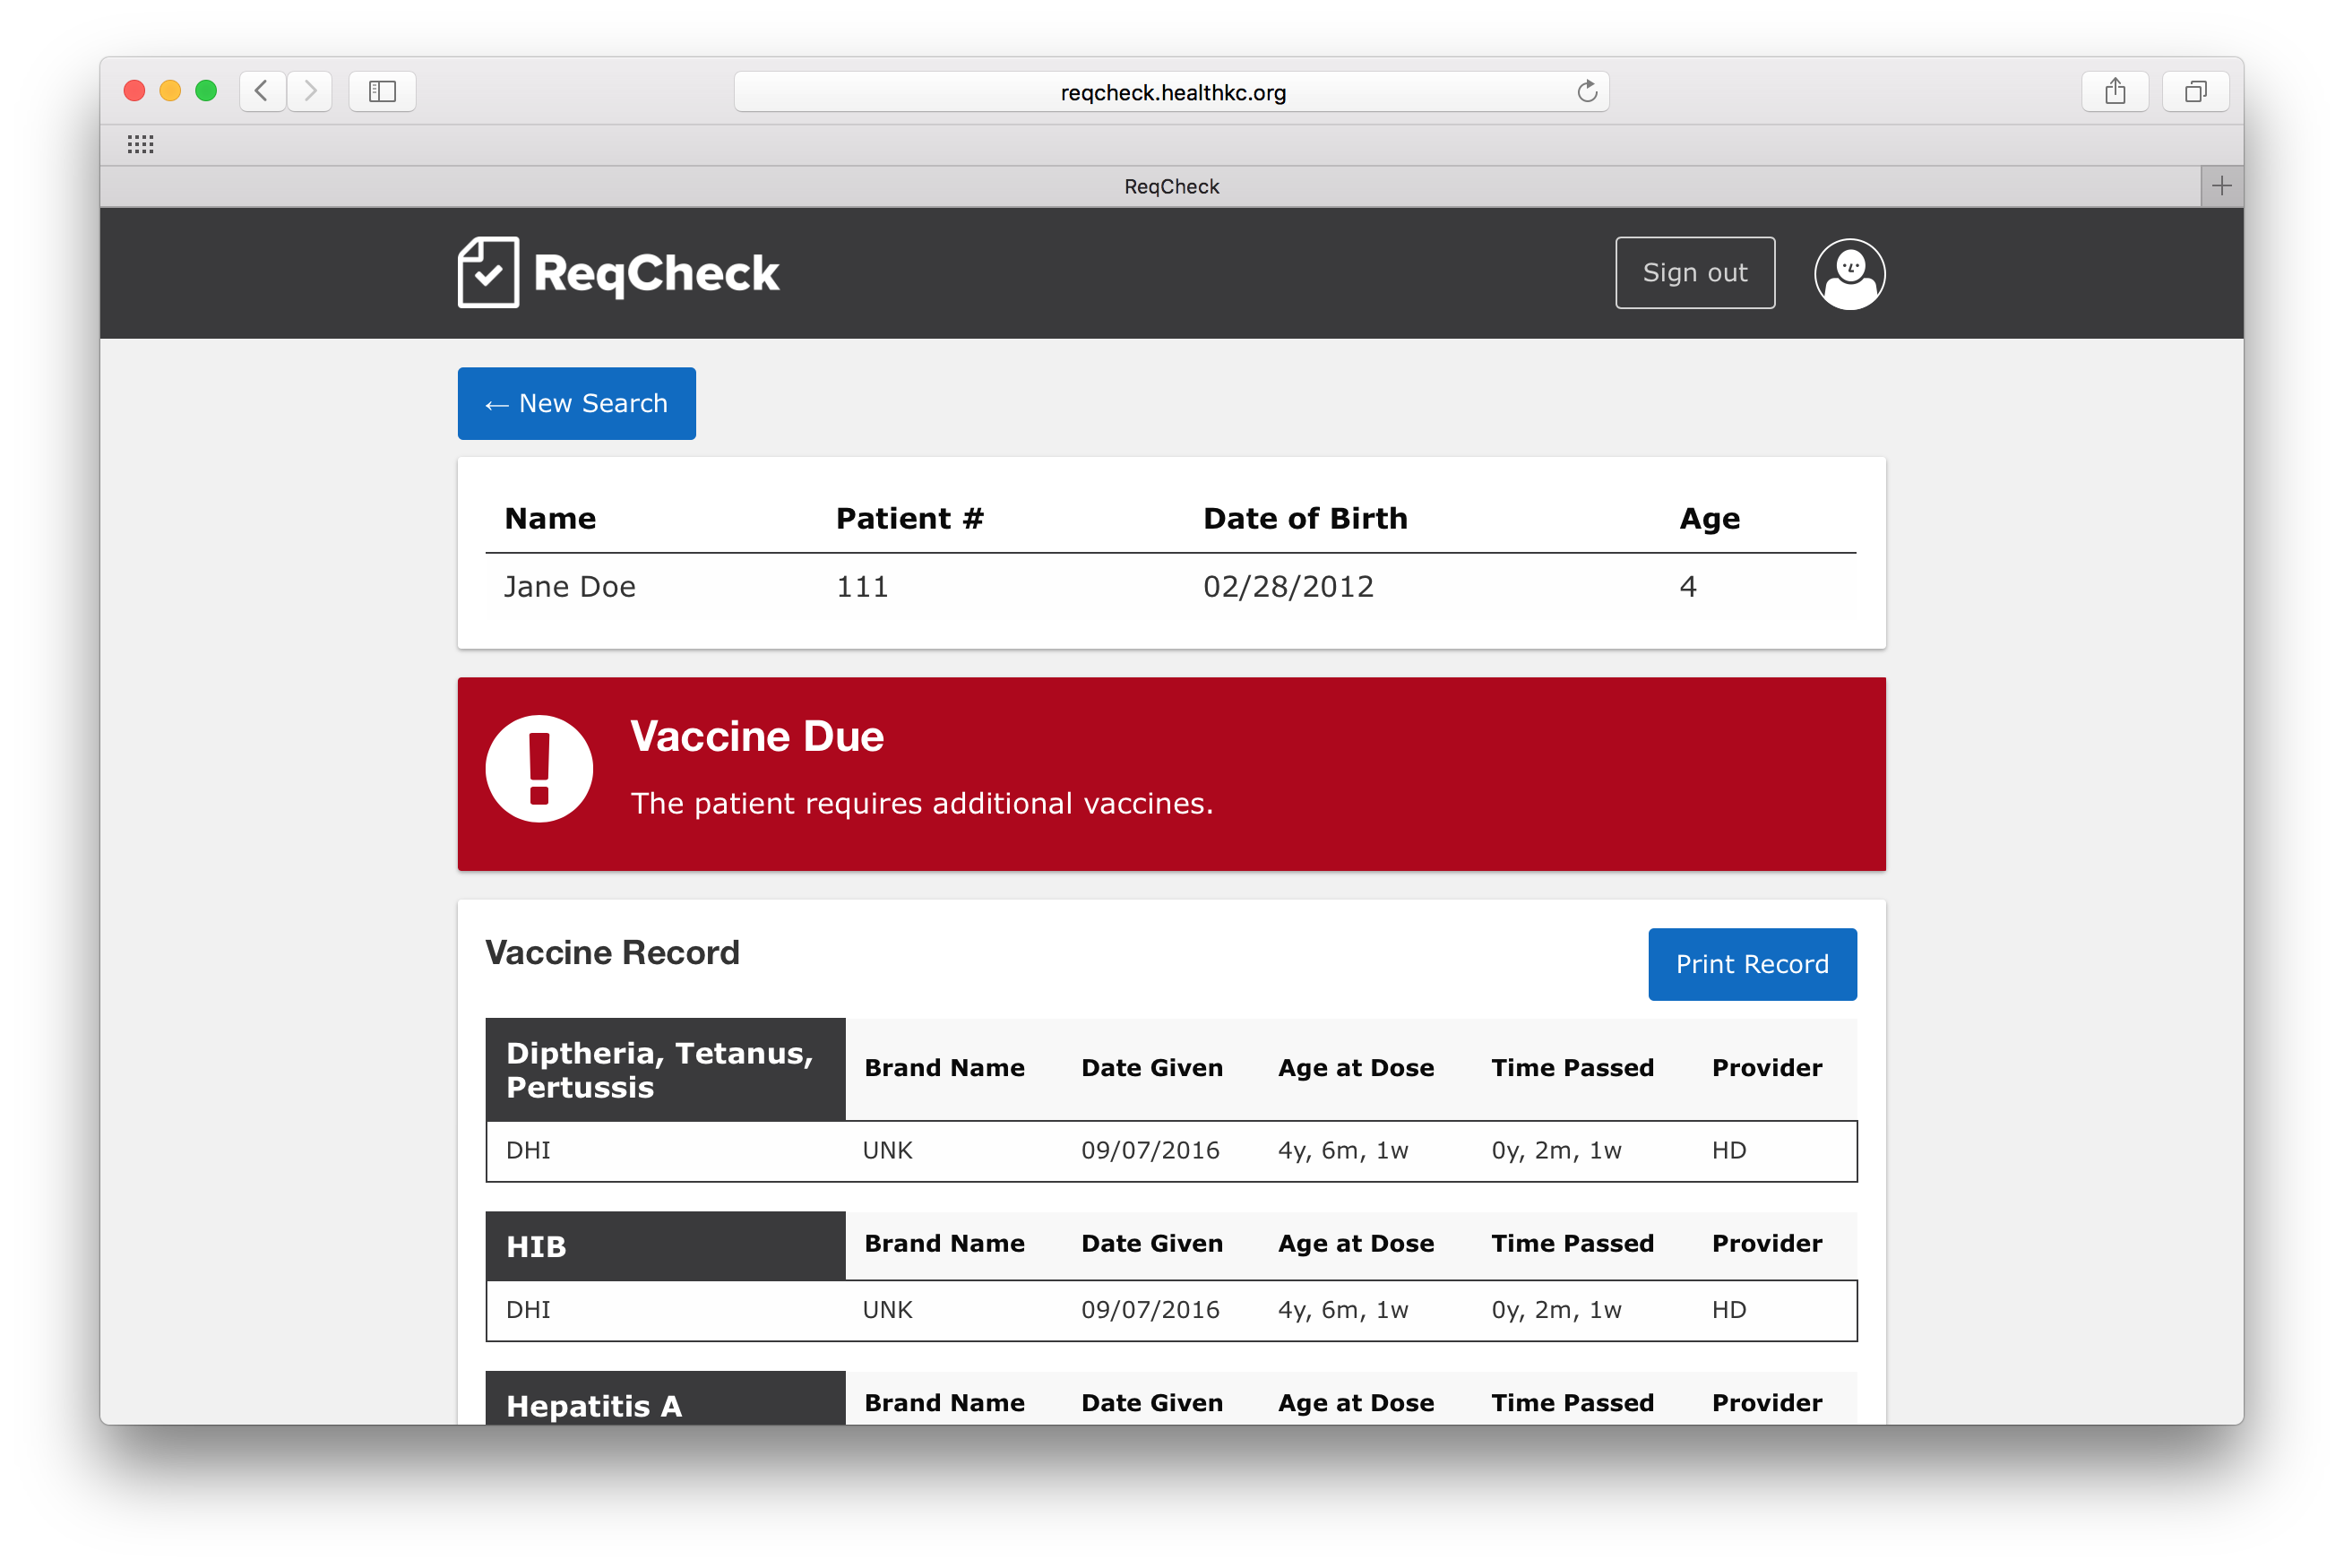 reqcheck.healthkc.org
ReqCheck
ReqCheck
Sign out
← New Search
Name Patient # Date of Birth Age
Jane Doe 111 02/28/2012 4
Vaccine Due
The patient requires additional vaccines.
Vaccine Record
Print Record
Diptheria, Tetanus,
Pertussis
Brand Name Date Given Age at Dose Time Passed Provider
DHI UNK 09/07/2016 4y, 6m, 1w 0y, 2m, 1w HD
HIB Brand Name Date Given Age at Dose Time Passed Provider
DHI UNK 09/07/2016 4y, 6m, 1w 0y, 2m, 1w HD
Hepatitis A Brand Name Date Given Age at Dose Time Passed Provider